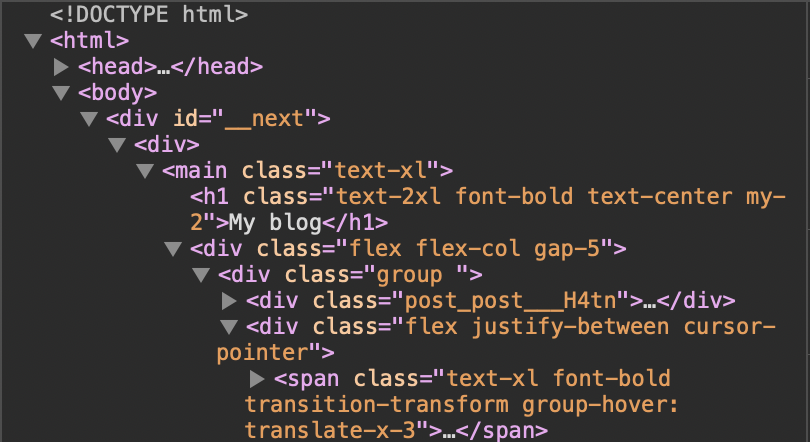 <!DOCTYPE html>
<html>
<head>…</head>
<body>
<div id="__next">
<div>
<main class="text-xl">
<h1 class="text-2xl font-bold text-center my-
2">My blog</h1>
<div class="flex flex-col gap-5">
<div class="group ">
<div class="post_post___H4tn">…</div>
<div class="flex justify-between cursor-
pointer">
<span class="text-xl font-bold
transition-transform group-hover:
translate-x-3">…</span>